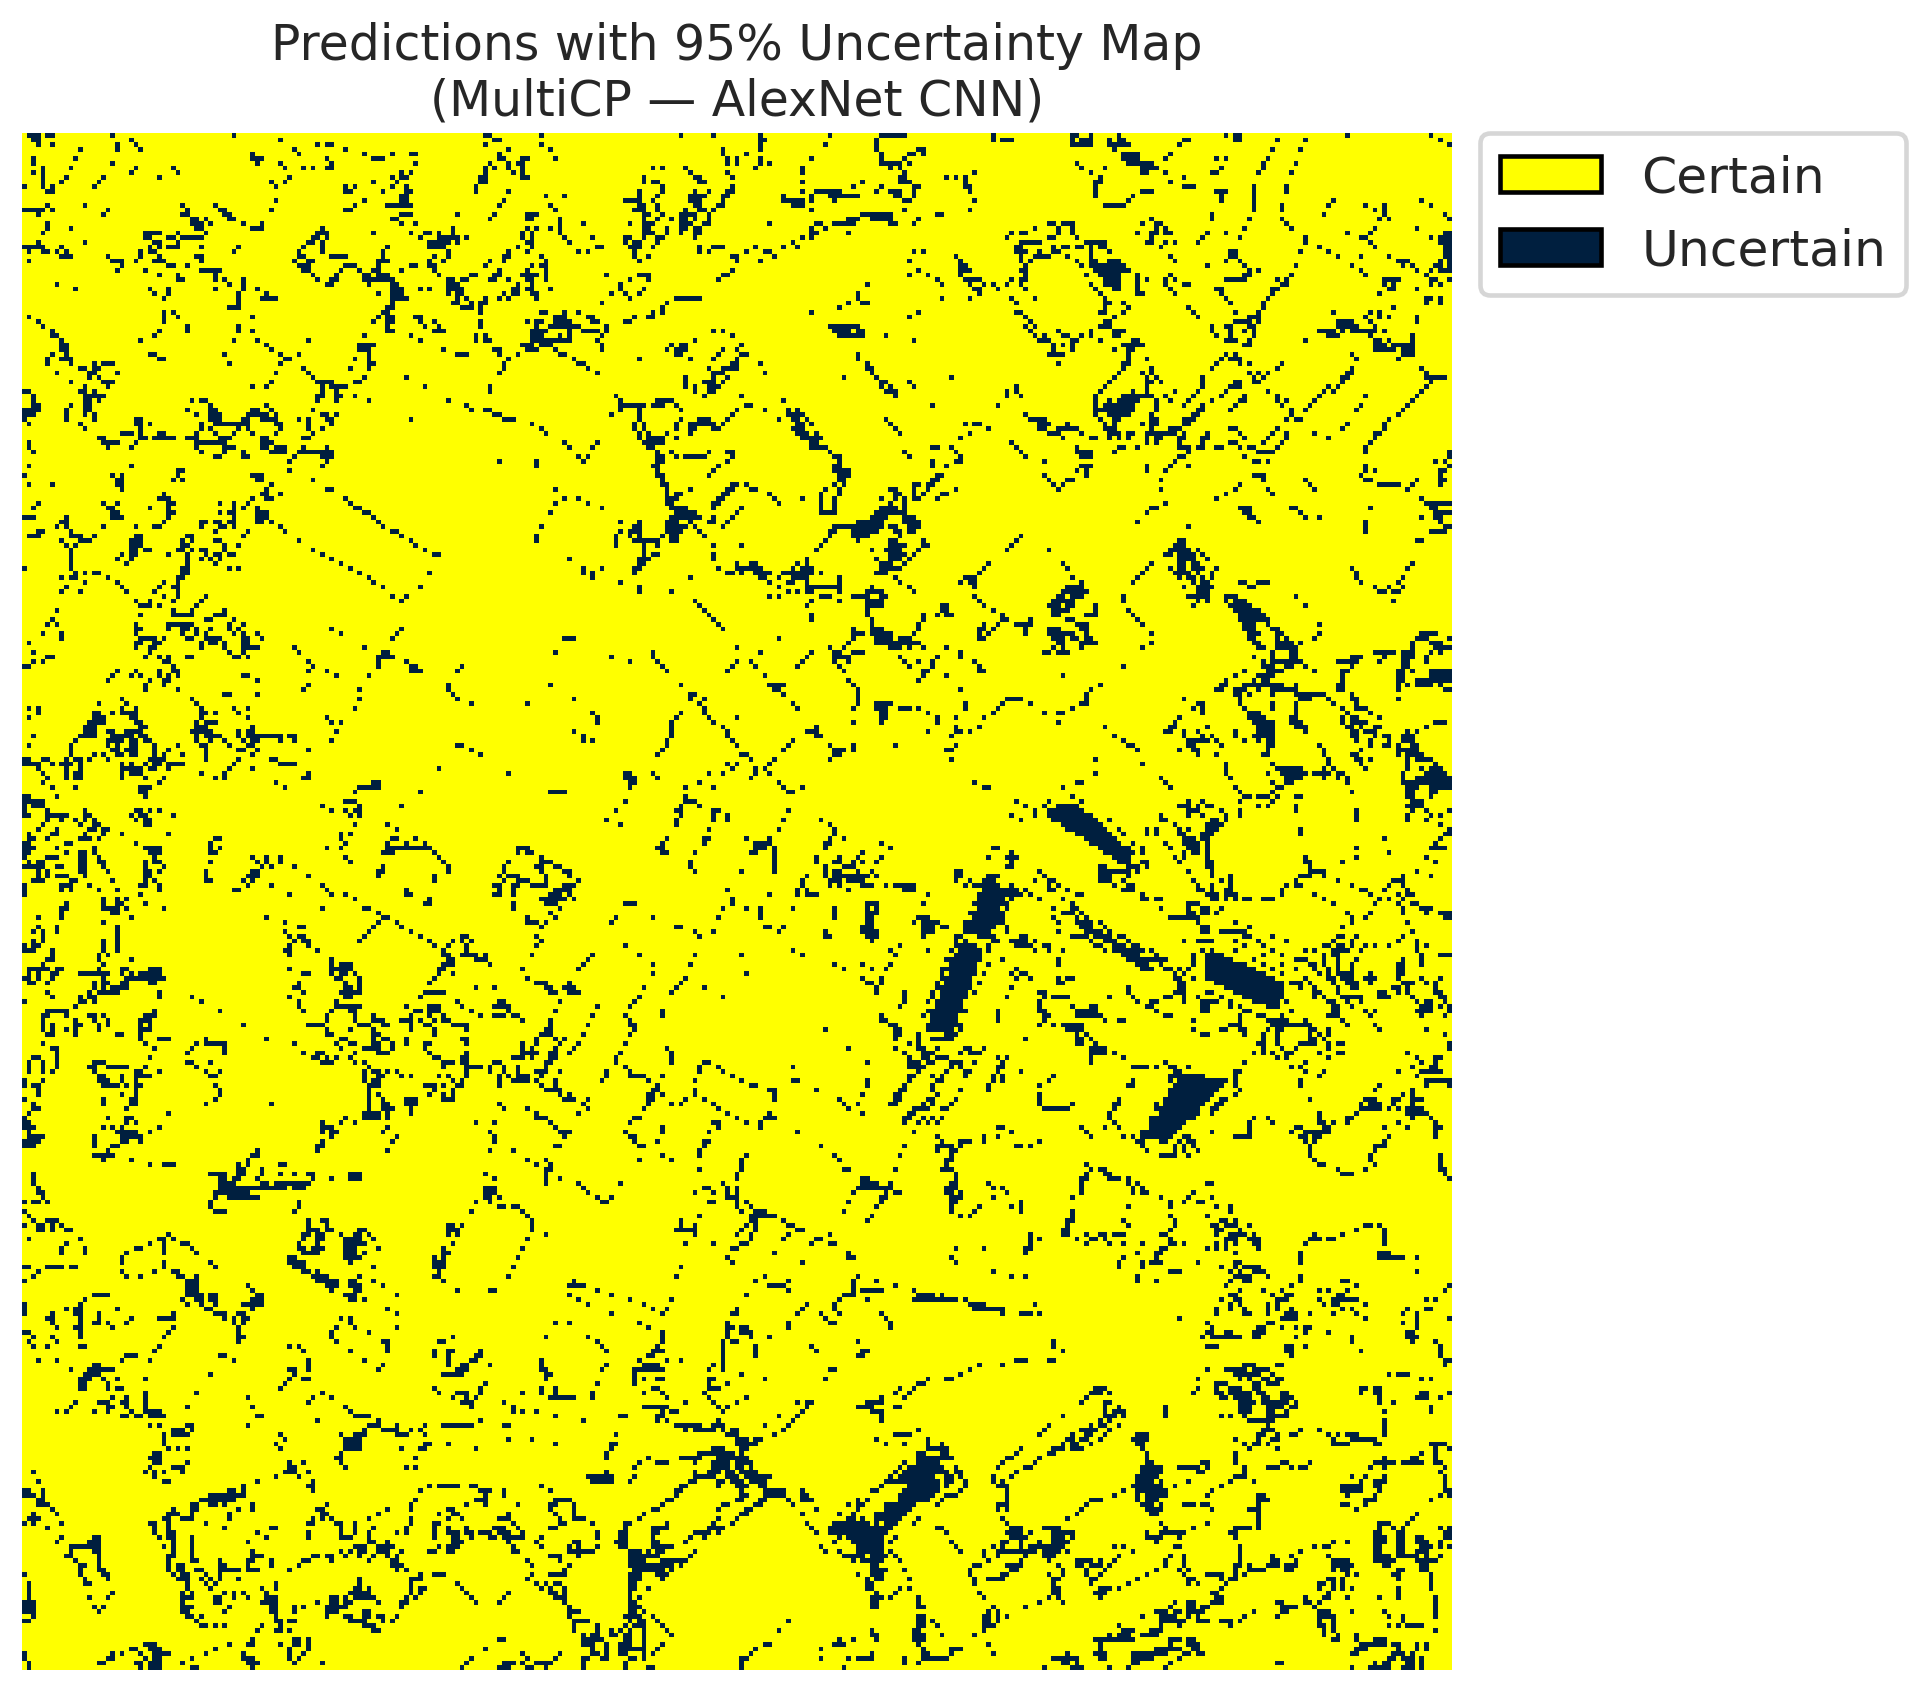 Predictions with 95% Uncertainty Map
(MultiCP — AlexNet CNN)
Certain
Uncertain